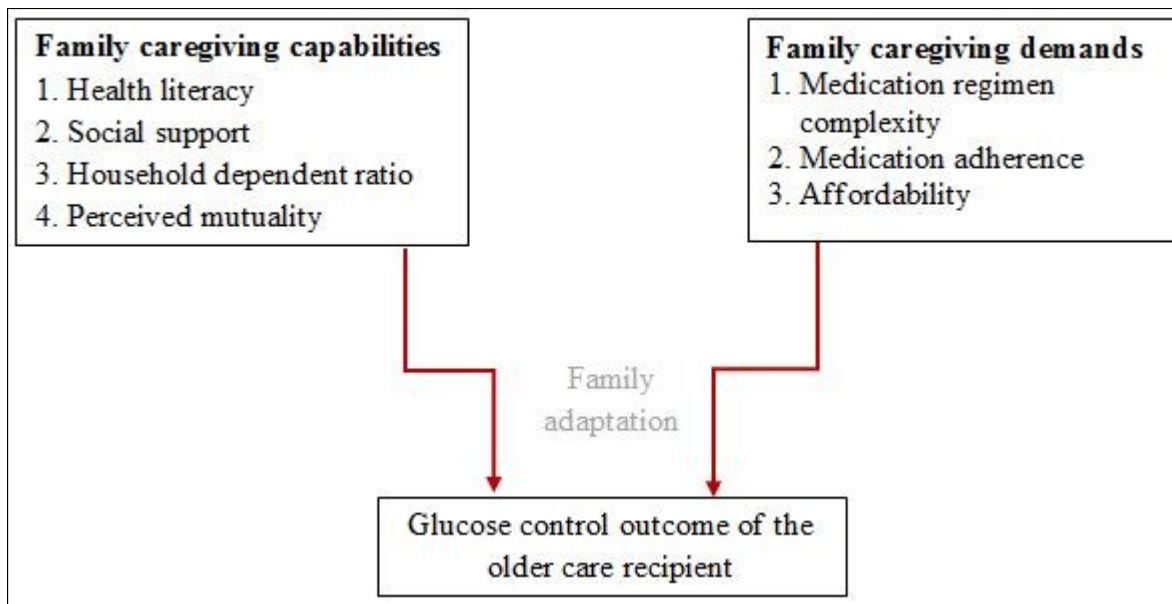 Family caregiving capabilities
1. Health literacy
2. Social support
3. Household dependent ratio
4. Perceived mutuality
Family caregiving demands
1. Medication regimen
complexity
2. Medication adherence
3. Affordability
Family
adaptation
Glucose control outcome of the
older care recipient